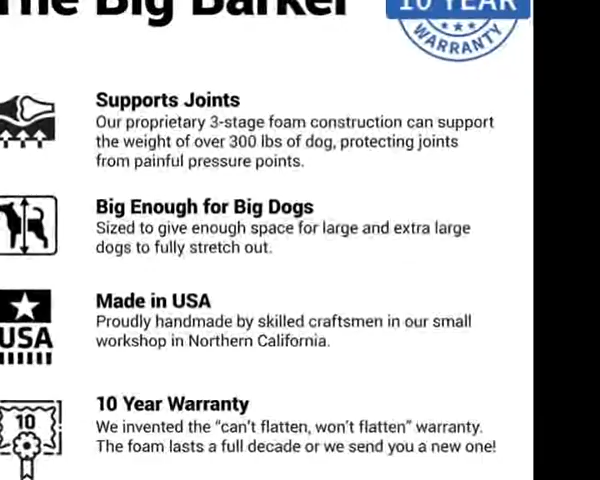 The Big Barker
10 YEAR
WARRANTY
Supports Joints
Our proprietary 3-stage foam construction can support
the weight of over 300 lbs of dog, protecting joints
from painful pressure points.
Big Enough for Big Dogs
Sized to give enough space for large and extra large
dogs to fully stretch out.
USA
Made in USA
Proudly handmade by skilled craftsmen in our small
workshop in Northern California.
10
10 Year Warranty
We invented the “can’t flatten, won’t flatten” warranty.
The foam lasts a full decade or we send you a new one!